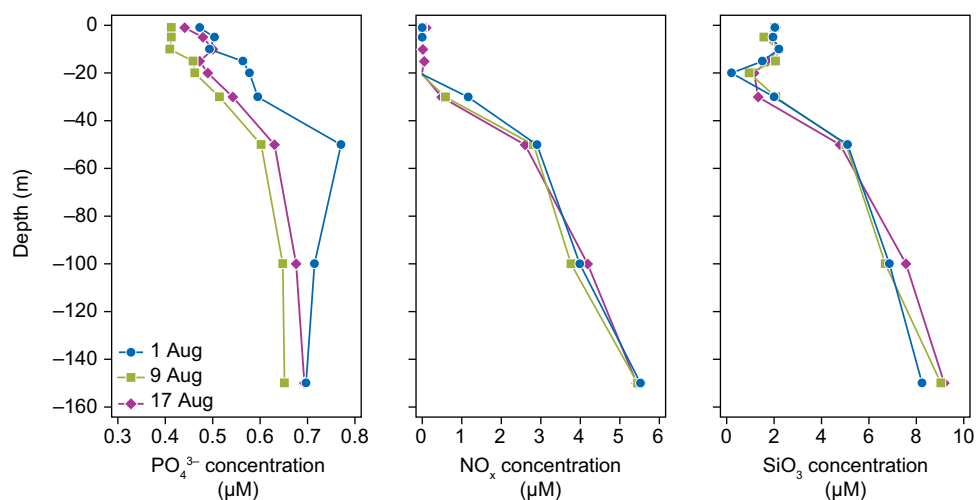 0
–20
–40
–60
–80
–100
–120
–140
–160
Depth (m)
1 Aug
9 Aug
17 Aug
0.3 0.4 0.5 0.6 0.7 0.8
PO₄³⁻ concentration
(µM)
0 1 2 3 4 5 6
NOₓ concentration
(µM)
0 2 4 6 8 10
SiO₃ concentration
(µM)